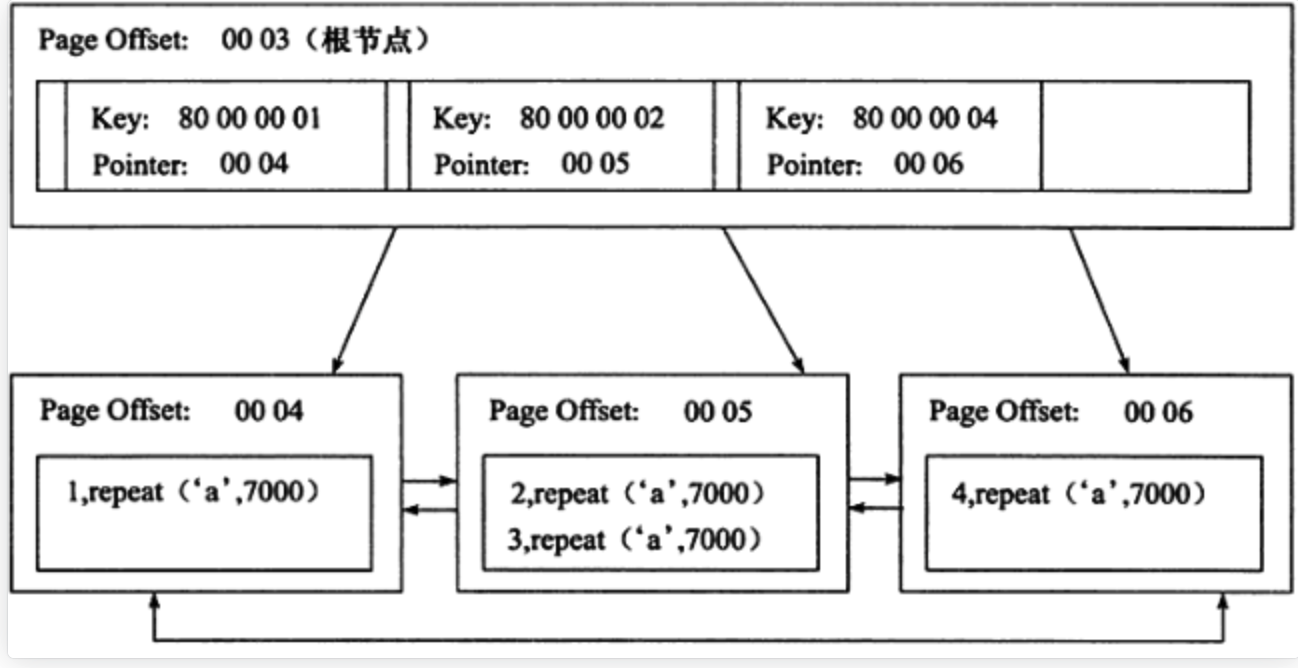 Page Offset: 00 03（根节点）
Key: 80 00 00 01
Pointer: 00 04
Key: 80 00 00 02
Pointer: 00 05
Key: 80 00 00 04
Pointer: 00 06
Page Offset: 00 04
1,repeat（‘a’,7000）
Page Offset: 00 05
2,repeat（‘a’,7000）
3,repeat（‘a’,7000）
Page Offset: 00 06
4,repeat（‘a’,7000）